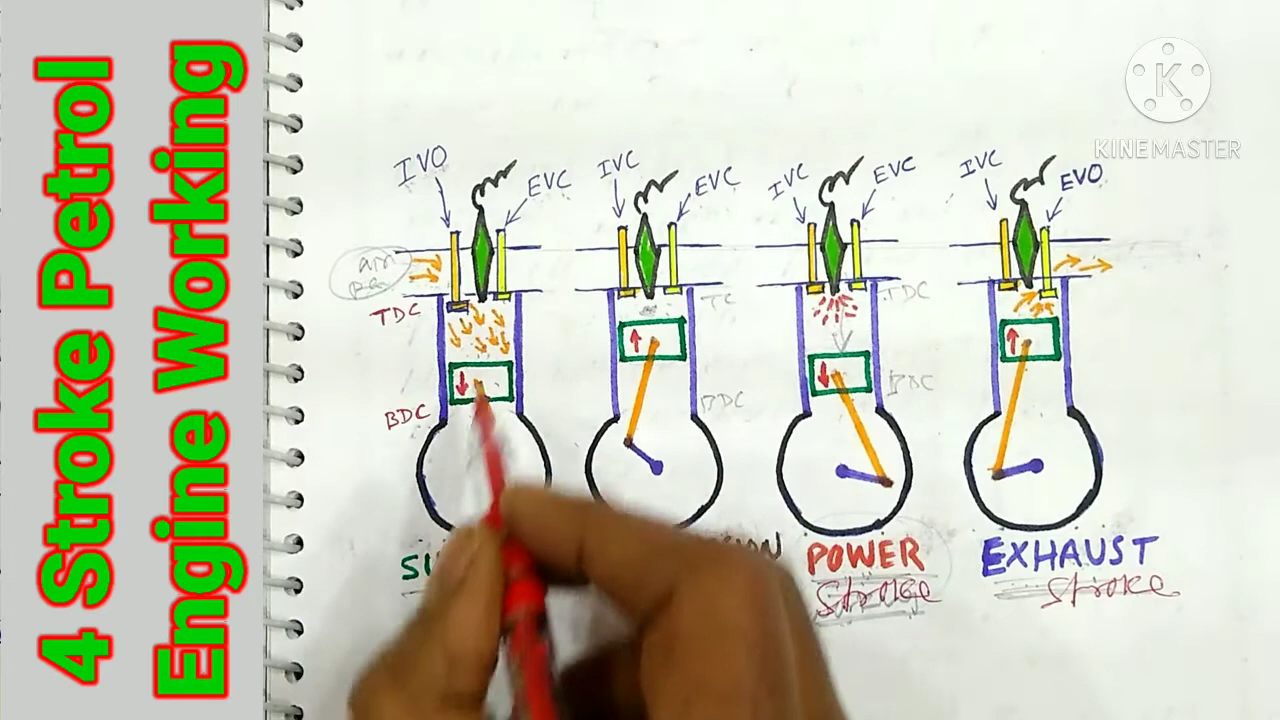 4 Stroke Petrol
Engine Working
KINEMASTER
IVO
EVC
IVC
EVC
IVC
EVC
IVC
EVO
TDC
TDC
BDC
BDC
BDC
POWER
Stroke
EXHAUST
Stroke